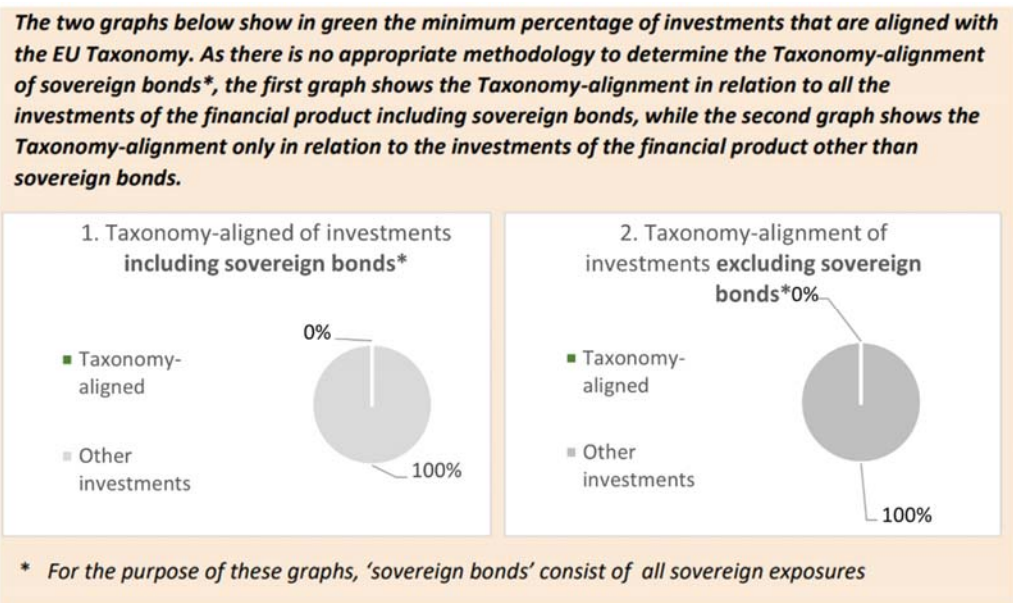 The two graphs below show in green the minimum percentage of investments that are aligned with
the EU Taxonomy. As there is no appropriate methodology to determine the Taxonomy-alignment
of sovereign bonds*, the first graph shows the Taxonomy-alignment in relation to all the
investments of the financial product including sovereign bonds, while the second graph shows the
Taxonomy-alignment only in relation to the investments of the financial product other than
sovereign bonds.
1. Taxonomy-aligned of investments
including sovereign bonds*
0%
Taxonomy-
aligned
Other
investments
100%
2. Taxonomy-alignment of
investments excluding sovereign
bonds*0%
Taxonomy-
aligned
Other
investments
100%
* For the purpose of these graphs, ‘sovereign bonds’ consist of all sovereign exposures